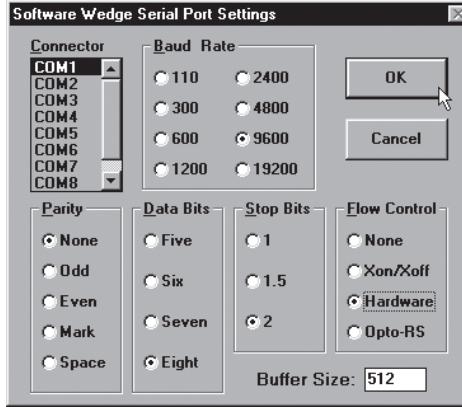 Software Wedge Serial Port Settings
Connector
COM1
COM2
COM3
COM4
COM5
COM6
COM7
COM8
Baud Rate
110
2400
300
4800
600
9600
1200
19200
OK
Cancel
Parity
None
Odd
Even
Mark
Space
Data Bits
Five
Six
Seven
Eight
Stop Bits
1
1.5
2
Flow Control
None
Xon/Xoff
Hardware
Opto-RS
Buffer Size: 512